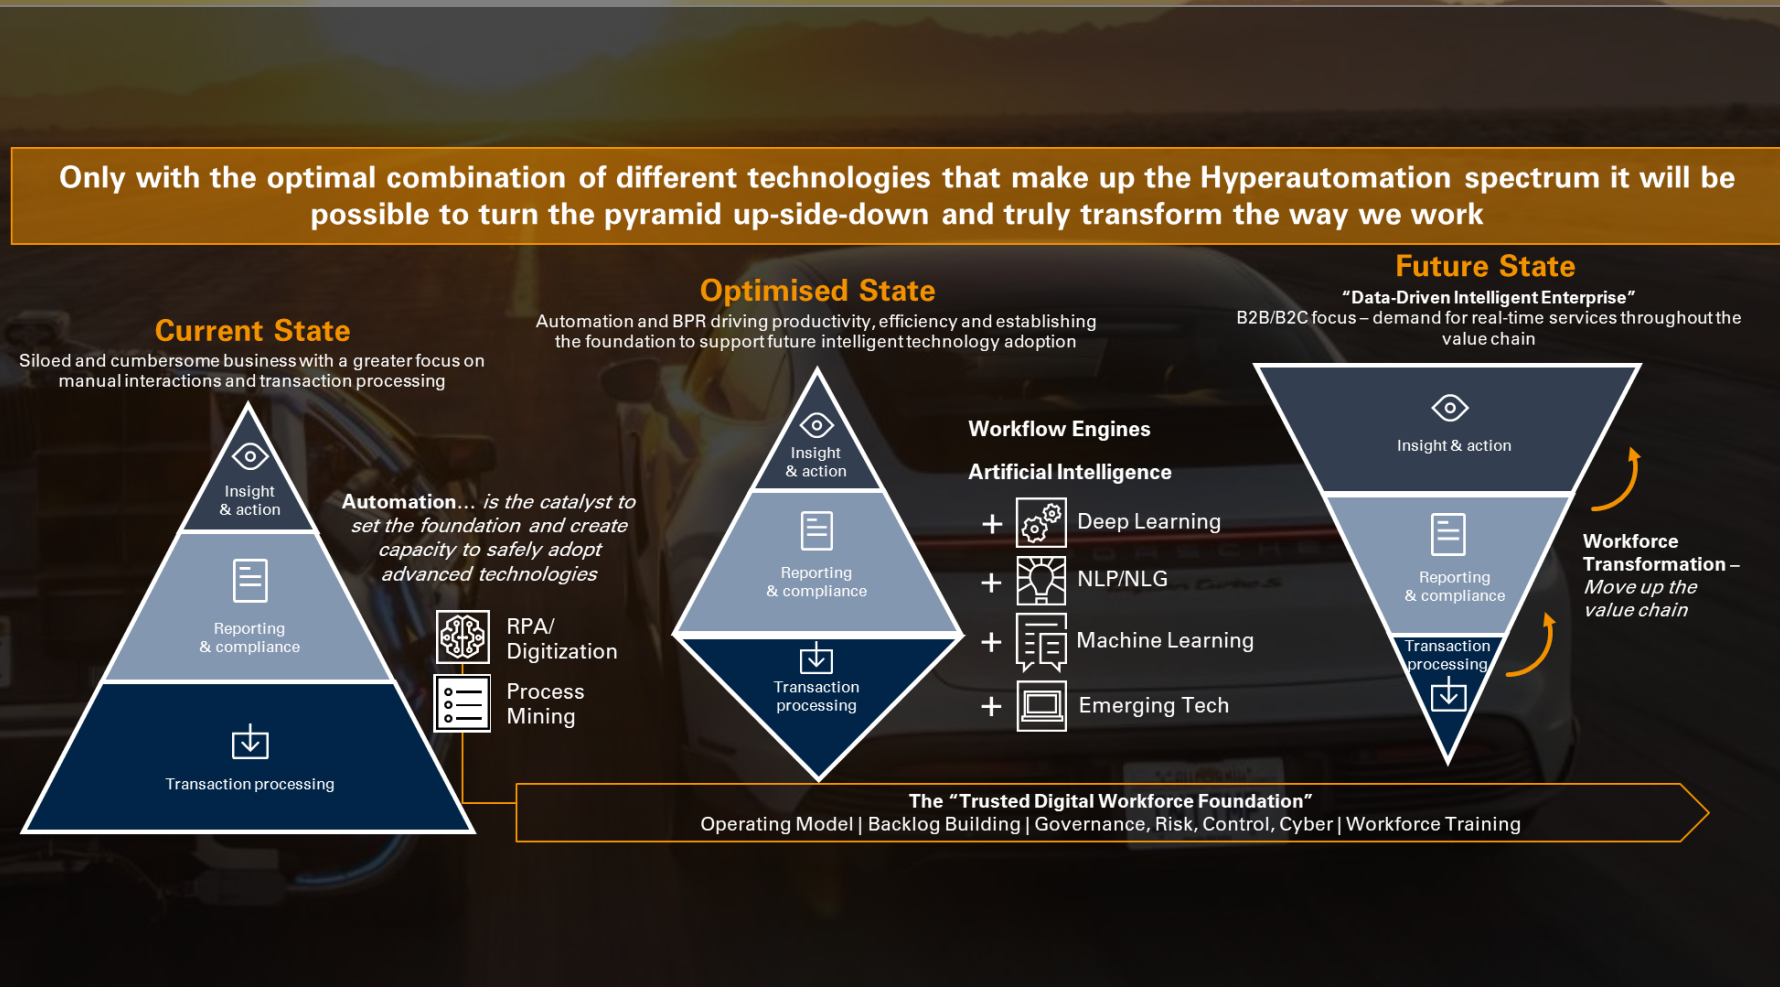 Only with the optimal combination of different technologies that make up the Hyperautomation spectrum it will be
possible to turn the pyramid up-side-down and truly transform the way we work
Current State
Siloed and cumbersome business with a greater focus on
manual interactions and transaction processing
Insight
& action
Reporting
& compliance
Transaction processing
Automation... is the catalyst to
set the foundation and create
capacity to safely adopt
advanced technologies
RPA/
Digitization
Process
Mining
Optimised State
Automation and BPR driving productivity, efficiency and establishing
the foundation to support future intelligent technology adoption
Insight
& action
Reporting
& compliance
Transaction
processing
Workflow Engines
Artificial Intelligence
+ Deep Learning
+ NLP/NLG
+ Machine Learning
+ Emerging Tech
Future State
“Data-Driven Intelligent Enterprise”
B2B/B2C focus – demand for real-time services throughout the
value chain
Insight & action
Reporting
& compliance
Transaction
processing
Workforce
Transformation –
Move up the
value chain
The “Trusted Digital Workforce Foundation”
Operating Model | Backlog Building | Governance, Risk, Control, Cyber | Workforce Training
PORSCHE